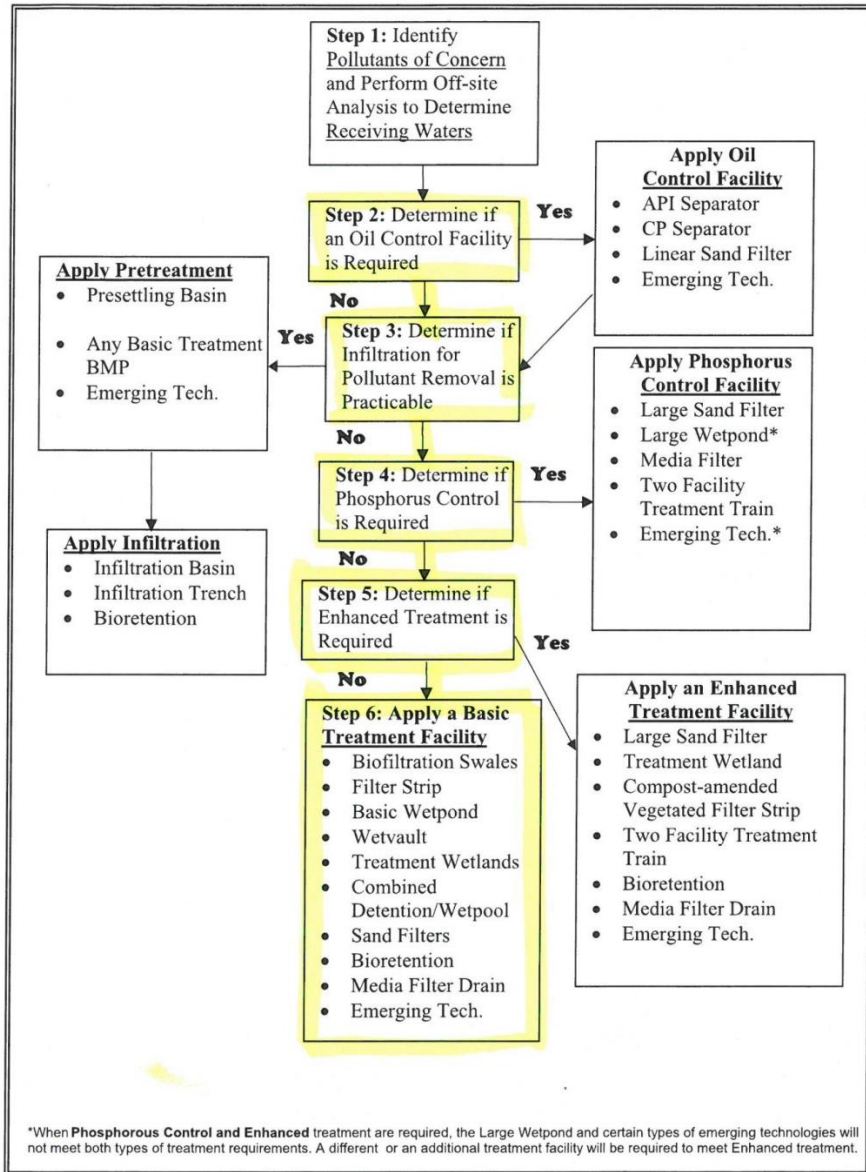 Step 1: Identify
Pollutants of Concern
and Perform Off-site
Analysis to Determine
Receiving Waters
Step 2: Determine if
an Oil Control Facility
is Required
Yes
Apply Oil
Control Facility
• API Separator
• CP Separator
• Linear Sand Filter
• Emerging Tech.
No
Apply Pretreatment
• Presettling Basin
• Any Basic Treatment
BMP
• Emerging Tech.
Yes
Step 3: Determine if
Infiltration for
Pollutant Removal is
Practicable
No
Apply Phosphorus
Control Facility
• Large Sand Filter
• Large Wetpond*
• Media Filter
• Two Facility
Treatment Train
• Emerging Tech.*
Step 4: Determine if
Phosphorus Control
is Required
Yes
No
Apply Infiltration
• Infiltration Basin
• Infiltration Trench
• Bioretention
Step 5: Determine if
Enhanced Treatment is
Required
Yes
No
Step 6: Apply a Basic
Treatment Facility
• Biofiltration Swales
• Filter Strip
• Basic Wetpond
• Wetvault
• Treatment Wetlands
• Combined
Detention/Wetpool
• Sand Filters
• Bioretention
• Media Filter Drain
• Emerging Tech.
Apply an Enhanced
Treatment Facility
• Large Sand Filter
• Treatment Wetland
• Compost-amended
Vegetated Filter Strip
• Two Facility Treatment
Train
• Bioretention
• Media Filter Drain
• Emerging Tech.
*When Phosphorous Control and Enhanced treatment are required, the Large Wetpond and certain types of emerging technologies will
not meet both types of treatment requirements. A different or an additional treatment facility will be required to meet Enhanced treatment.